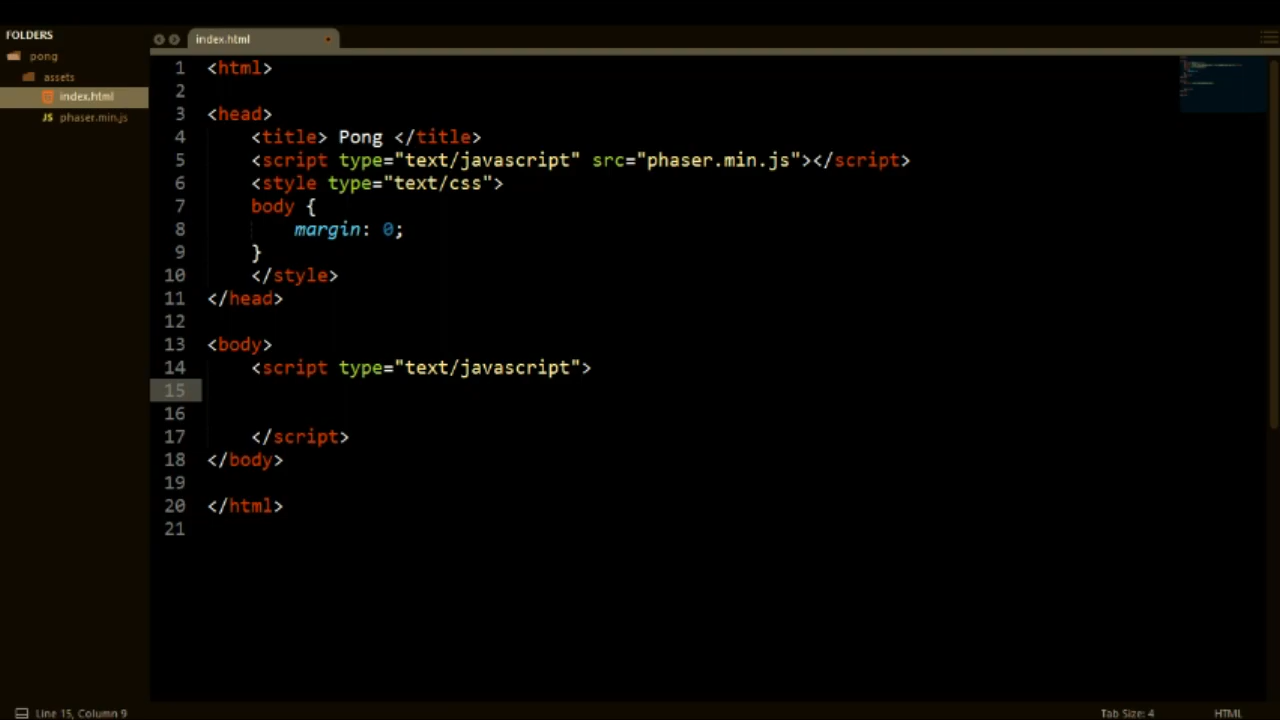 FOLDERS
pong
assets
index.html
phaser.min.js
index.html
1 <html>
2
3 <head>
4 <title> Pong </title>
5 <script type="text/javascript" src="phaser.min.js"></script>
6 <style type="text/css">
7 body {
8 margin: 0;
9 }
10 </style>
11 </head>
12
13 <body>
14 <script type="text/javascript">
15
16
17 </script>
18 </body>
19
20 </html>
21
Line 15, Column 9
Tab Size: 4
HTML